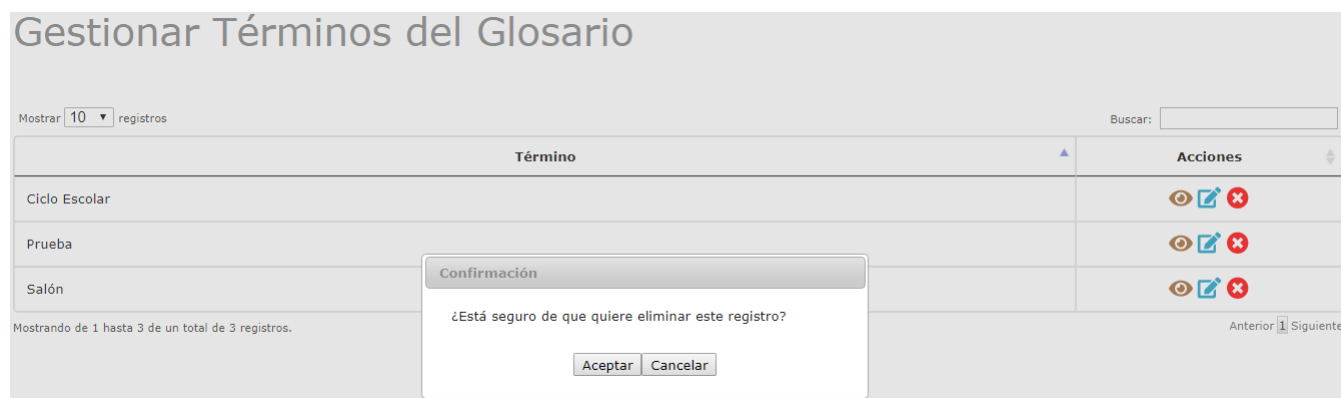 Gestionar Términos del Glosario
Mostrar 10 registros
Buscar:
Término
Acciones
Ciclo Escolar
Prueba
Salón
Mostrando de 1 hasta 3 de un total de 3 registros.
Anterior 1 Siguiente
Confirmación
¿Está seguro de que quiere eliminar este registro?
Aceptar Cancelar